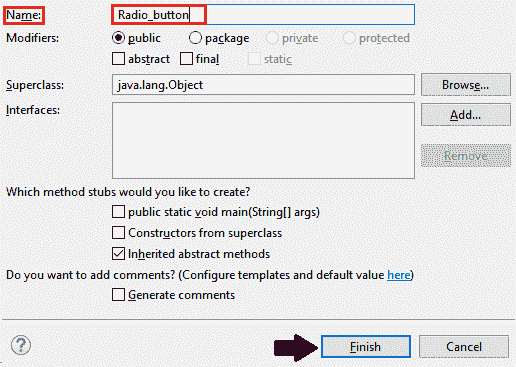 Name: Radio_button
Modifiers: public package private protected
abstract final static
Superclass: java.lang.Object Browse...
Interfaces: Add...
Remove
Which method stubs would you like to create?
public static void main(String[] args)
Constructors from superclass
Inherited abstract methods
Do you want to add comments? (Configure templates and default value here)
Generate comments
? Finish Cancel